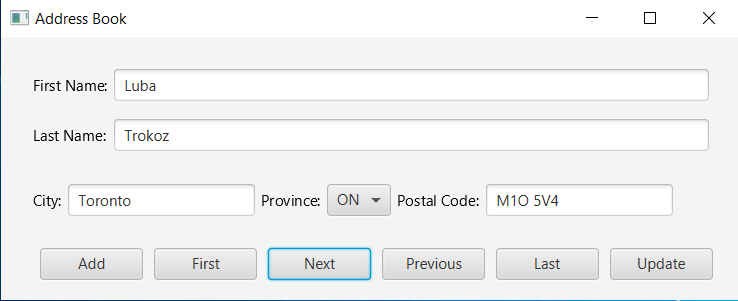 Address Book
First Name: Luba
Last Name: Trokoz
City: Toronto Province: ON Postal Code: M1O 5V4
Add First Next Previous Last Update